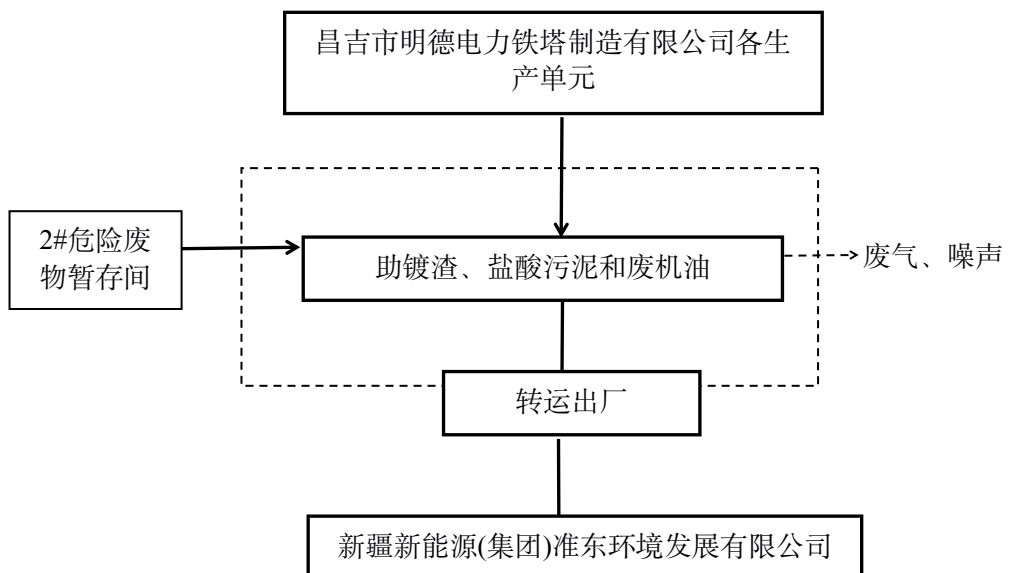 昌吉市明德电力铁塔制造有限公司各生
产单元
2#危险废
物暂存间
助镀渣、盐酸污泥和废机油
废气、噪声
转运出厂
新疆新能源(集团)准东环境发展有限公司